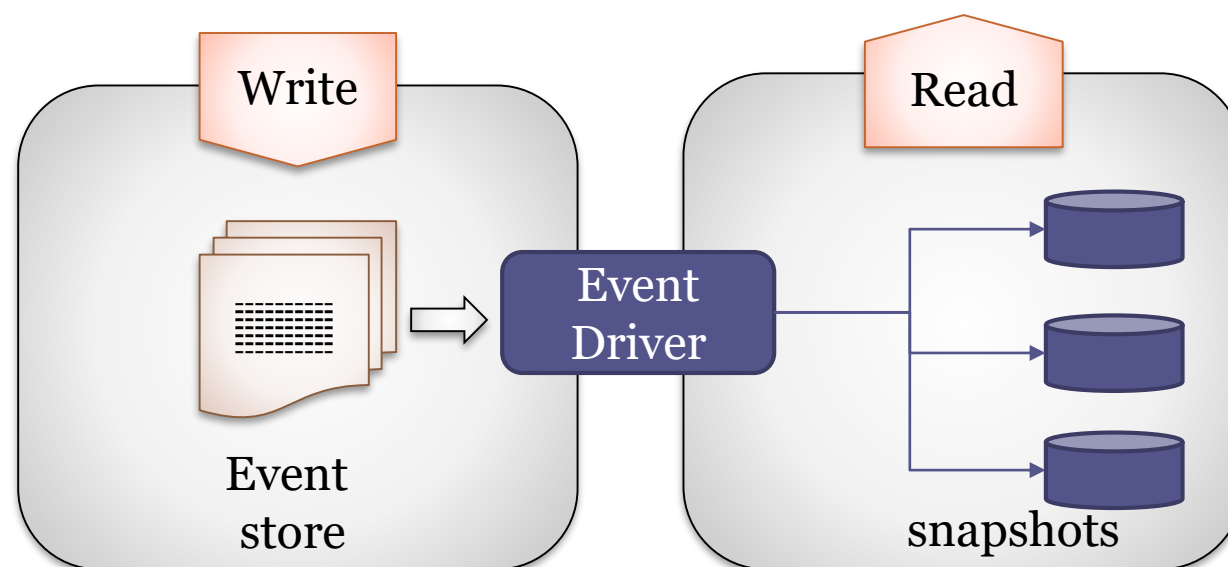 Write
Read
Event
Driver
Event
store
snapshots